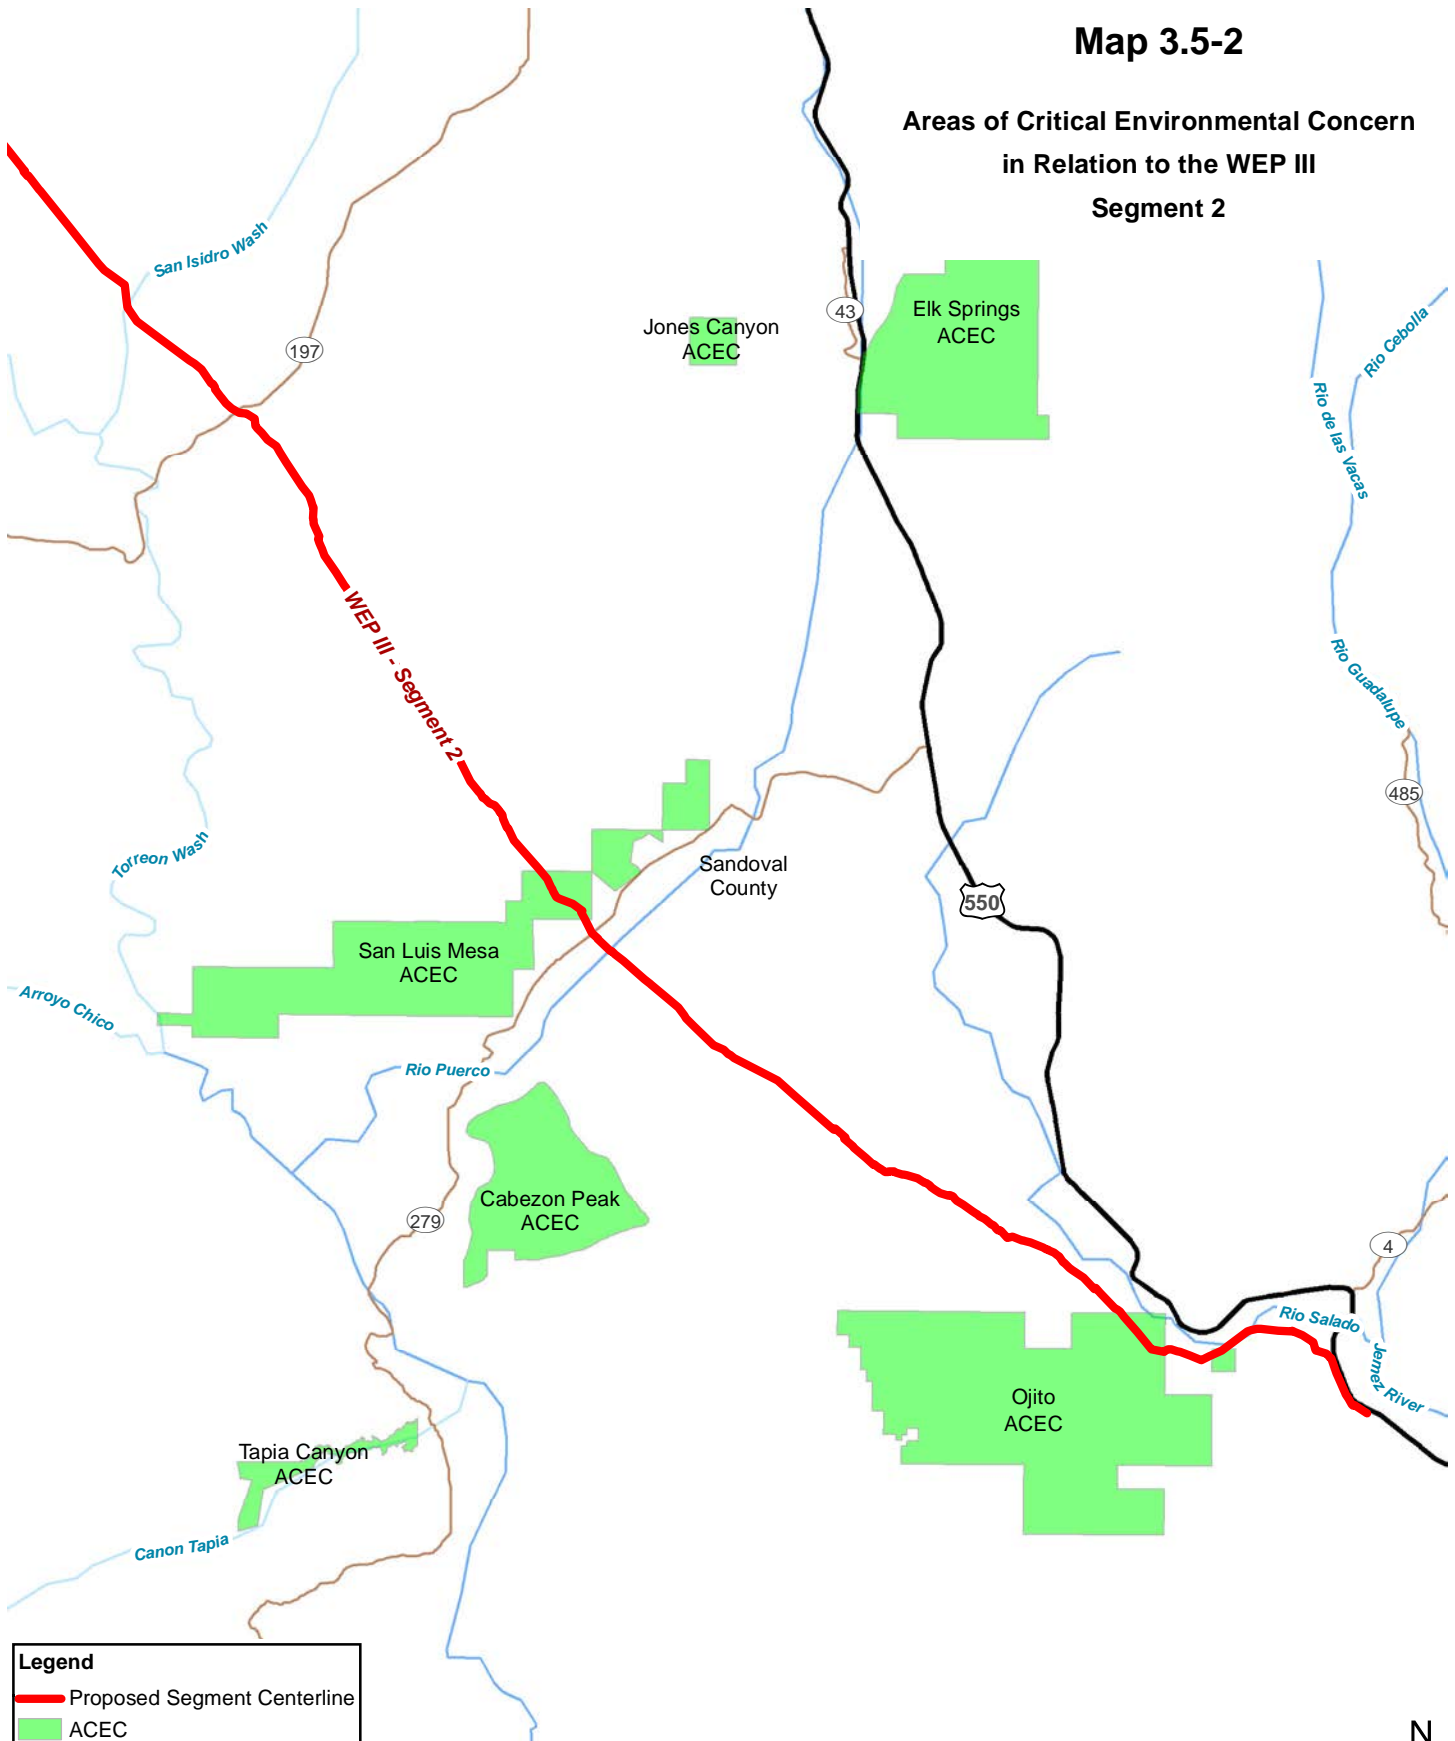 Map 3.5-2
Areas of Critical Environmental Concern
in Relation to the WEP III
Segment 2
San Isidro Wash
197
Jones Canyon
ACEC
43
Elk Springs
ACEC
Rio Cebolla
Rio de las Vacas
WEP III - Segment 2
Rio Guadalupe
485
Torreon Wash
Sandoval
County
550
San Luis Mesa
ACEC
Arroyo Chico
Rio Puerco
Cabezon Peak
ACEC
279
4
Rio Salado
Jemez River
Ojito
ACEC
Tapia Canyon
ACEC
Canon Tapia
Legend
Proposed Segment Centerline
ACEC
N